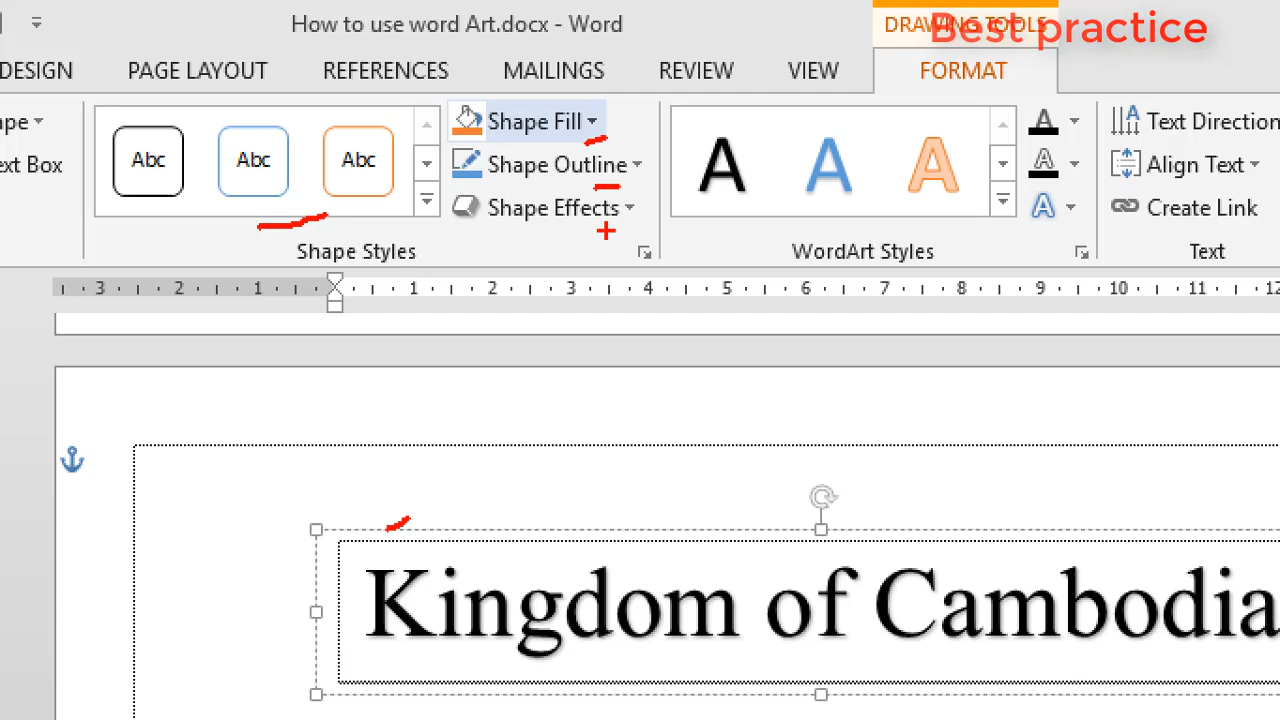 How to use word Art.docx - Word
DRAWING TOOLS
Best practice
DESIGN PAGE LAYOUT REFERENCES MAILINGS REVIEW VIEW FORMAT
ape
Abc Abc Abc
Shape Fill
Shape Outline
Shape Effects
A A A
A
A
A
Text Direction
ext Box
Align Text
Create Link
Shape Styles
WordArt Styles
Text
3 2 1 1 2 3 4 5 6 7 8 9 10 11 12
Kingdom of Cambodia